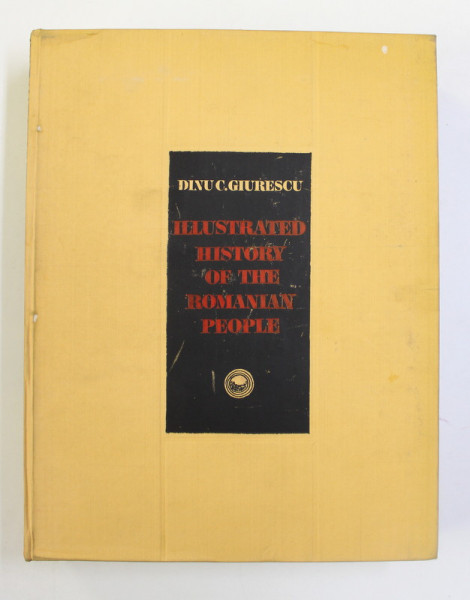 DINU C. GIURESCU
ILLUSTRATED
HISTORY
OF THE
ROMANIAN
PEOPLE